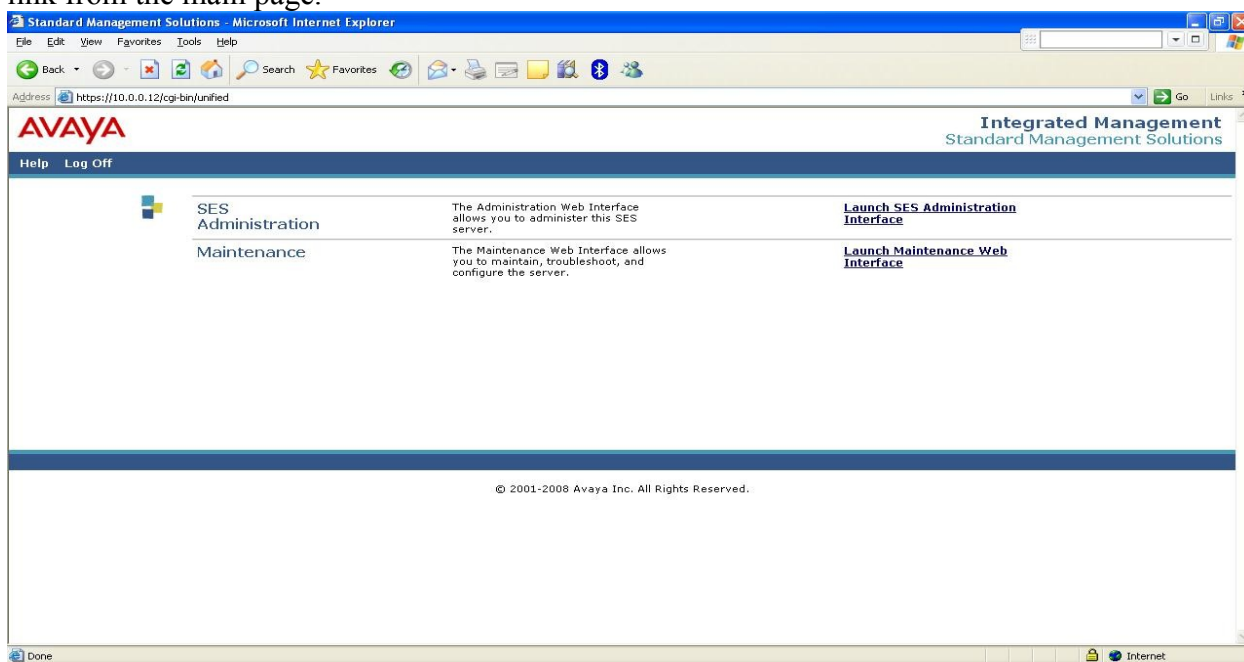 link from the main page.
Standard Management Solutions - Microsoft Internet Explorer
File Edit View Favorites Tools Help
Back Search Favorites
Address https://10.0.0.12/cgi-bin/unified Go Links
AVAYA
Integrated Management
Standard Management Solutions
Help Log Off
SES
Administration
The Administration Web Interface
allows you to administer this SES
server.
Launch SES Administration
Interface
Maintenance
The Maintenance Web Interface allows
you to maintain, troubleshoot, and
configure the server.
Launch Maintenance Web
Interface
© 2001-2008 Avaya Inc. All Rights Reserved.
Done Internet